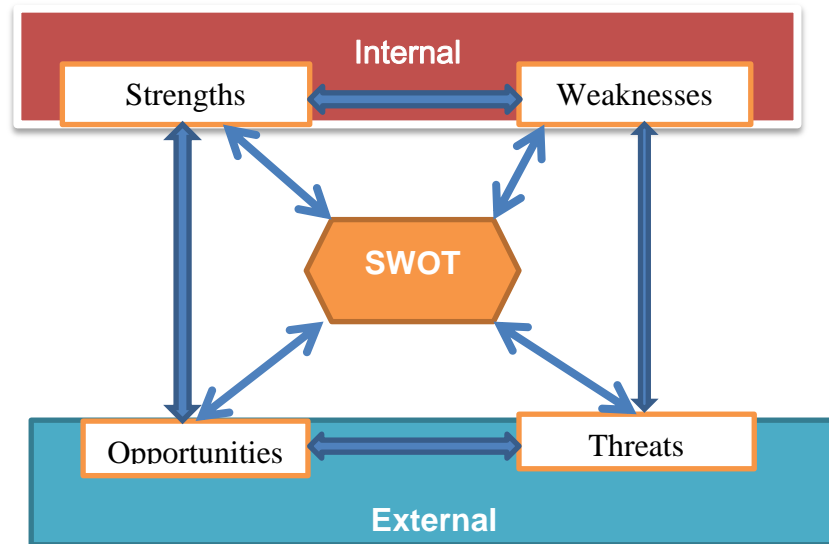 Internal
Strengths
Weaknesses
SWOT
Opportunities
Threats
External